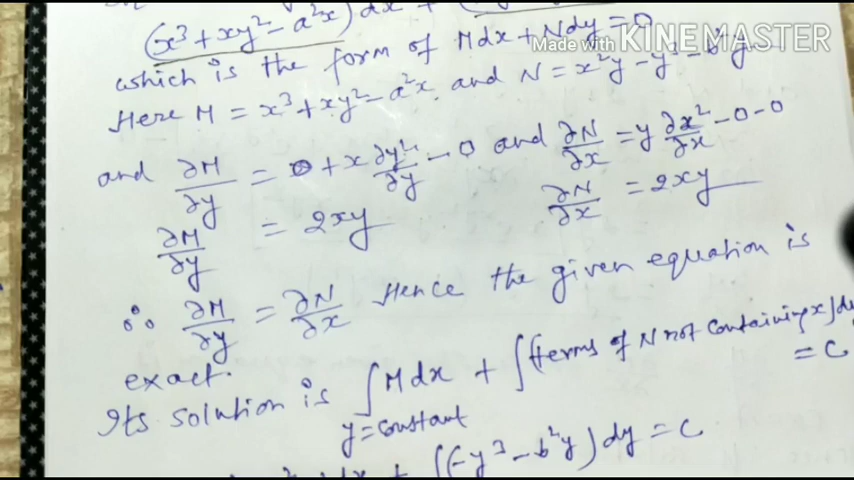 (x³ + xy² - a²x) dx +
which is the form of Mdx + Ndy = 0
Made with KINEMASTER
Here M = x³ + xy² - a²x and N = x²y - y³ - b²y
and ∂M/∂y = 0 + x ∂y²/∂y - 0 and ∂N/∂x = y ∂x²/∂x - 0 - 0
∂M/∂y = 2xy ∂N/∂x = 2xy
∴ ∂M/∂y = ∂N/∂x Hence the given equation is
exact.
Its solution is ∫ M dx + ∫ (terms of N not containing x) dy
= C
y = constant
∫(-y³ - b²y) dy = C